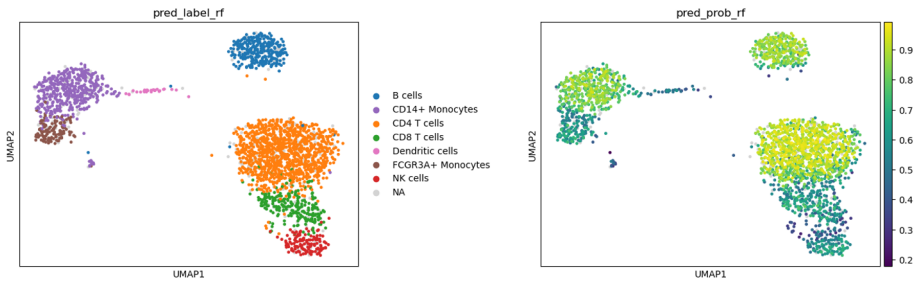 pred_label_rf
UMAP2
UMAP1
B cells
CD14+ Monocytes
CD4 T cells
CD8 T cells
Dendritic cells
FCGR3A+ Monocytes
NK cells
NA
pred_prob_rf
UMAP2
UMAP1
0.9
0.8
0.7
0.6
0.5
0.4
0.3
0.2